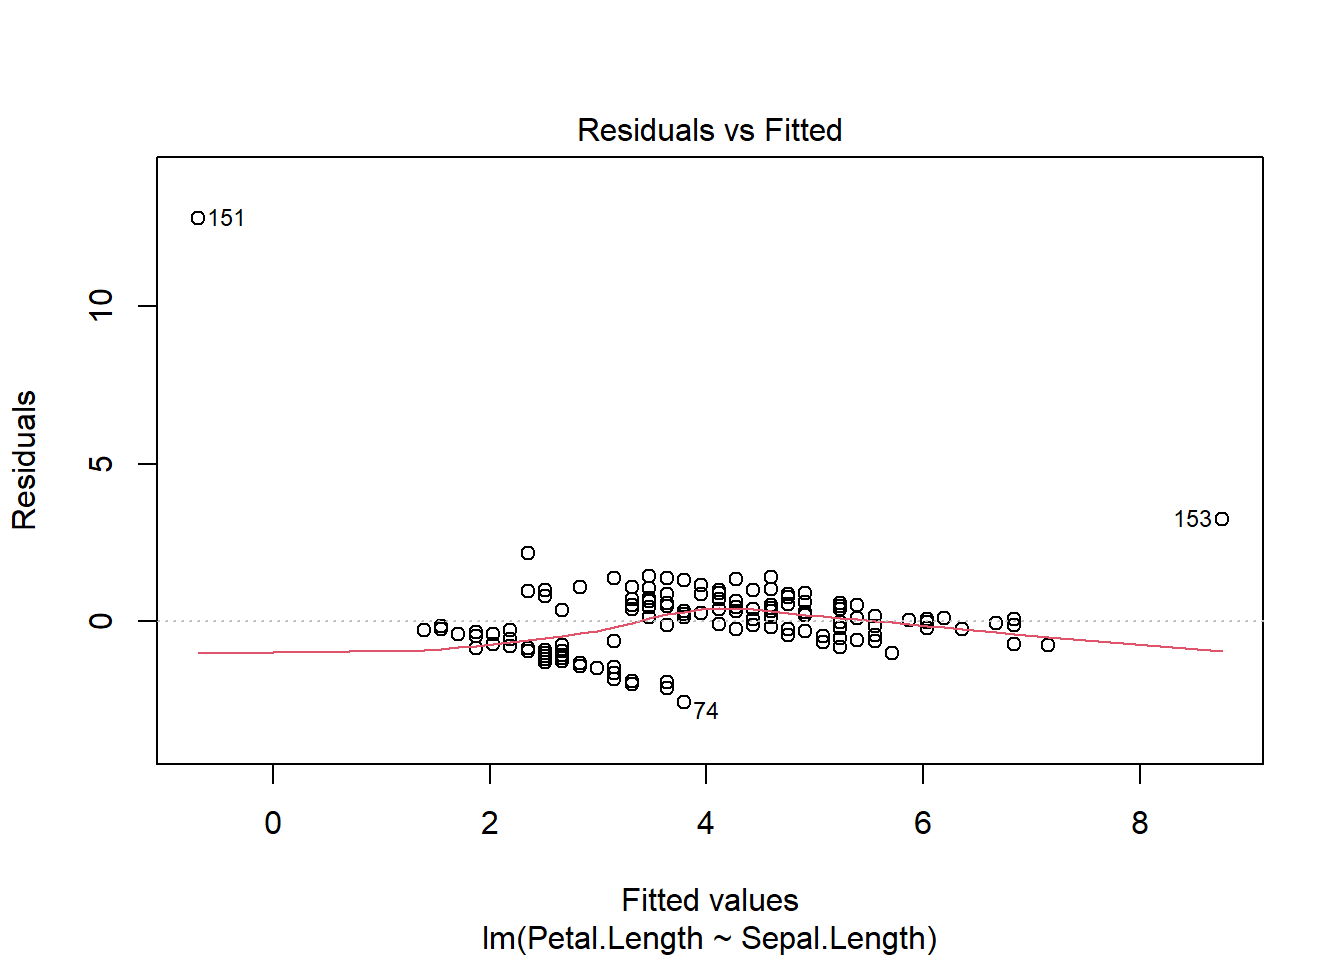 Residuals vs Fitted
151
10
Residuals
5
153
0
74
0 2 4 6 8
Fitted values
lm(Petal.Length ~ Sepal.Length)